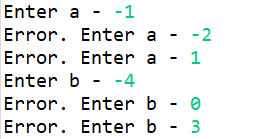 Enter a - -1
Error. Enter a - -2
Error. Enter a - 1
Enter b - -4
Error. Enter b - 0
Error. Enter b - 3